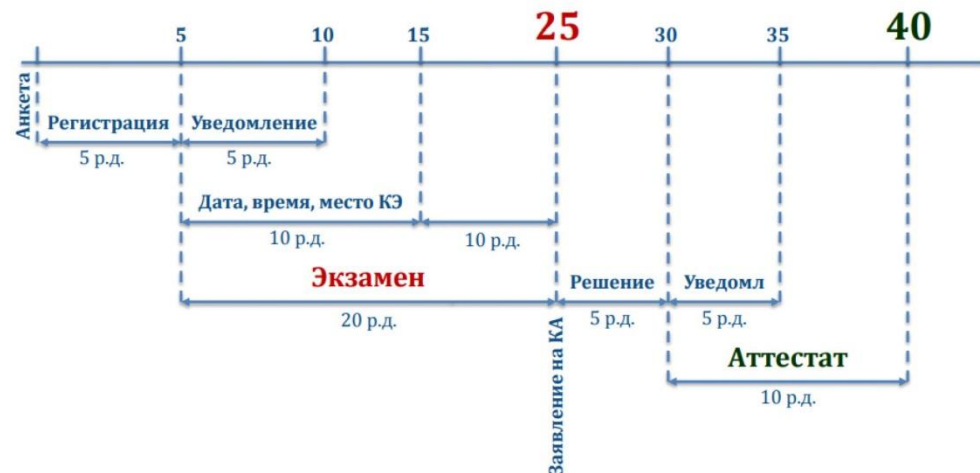 5 10 15 25 30 35 40
Анкета
Регистрация Уведомление
5 р.д. 5 р.д.
Дата, время, место КЭ
10 р.д. 10 р.д.
Экзамен Решение Уведомл
20 р.д. 5 р.д. 5 р.д.
Заявление на КА
Аттестат
10 р.д.